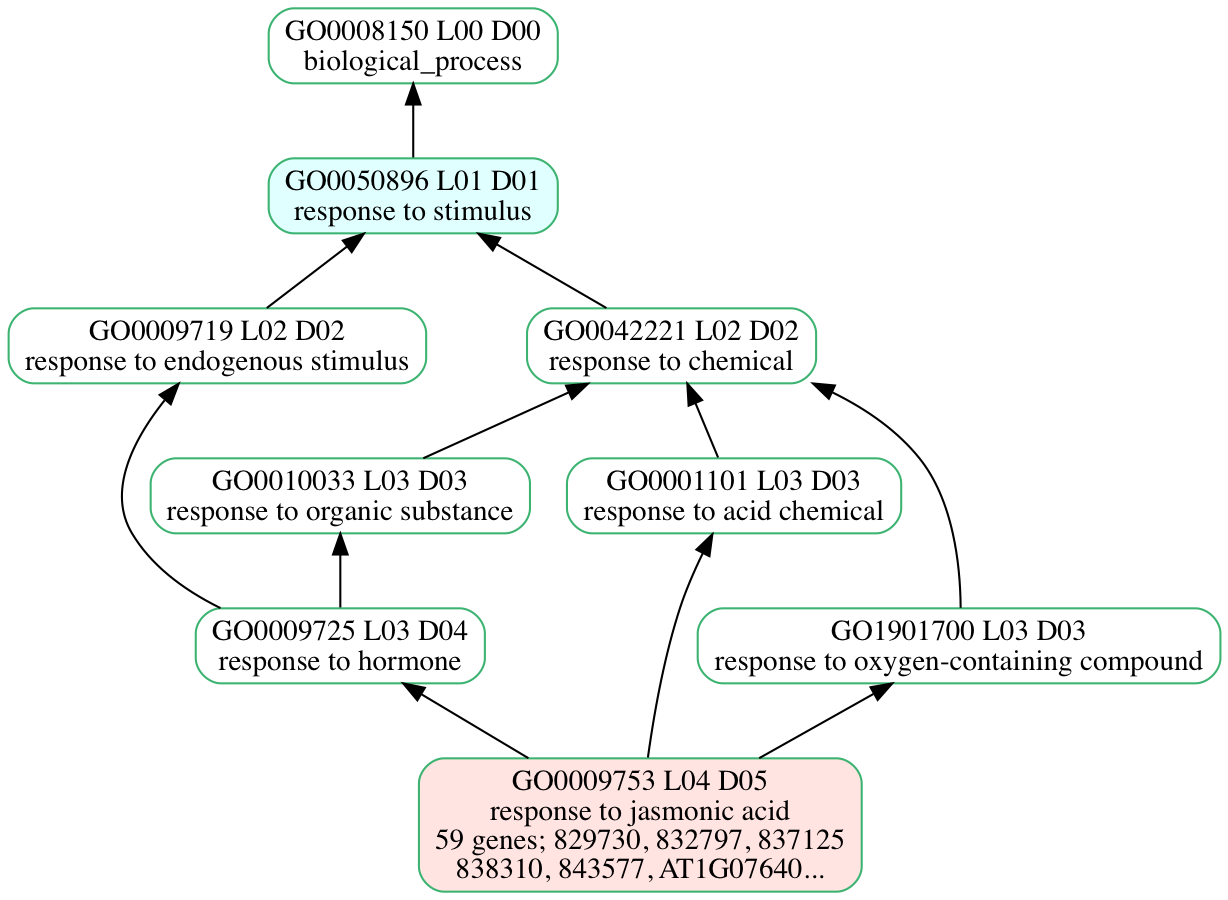 GO0008150 L00 D00
biological_process
GO0050896 L01 D01
response to stimulus
GO0009719 L02 D02
response to endogenous stimulus
GO0042221 L02 D02
response to chemical
GO0010033 L03 D03
response to organic substance
GO0001101 L03 D03
response to acid chemical
GO0009725 L03 D04
response to hormone
GO1901700 L03 D03
response to oxygen-containing compound
GO0009753 L04 D05
response to jasmonic acid
59 genes; 829730, 832797, 837125
838310, 843577, AT1G07640...